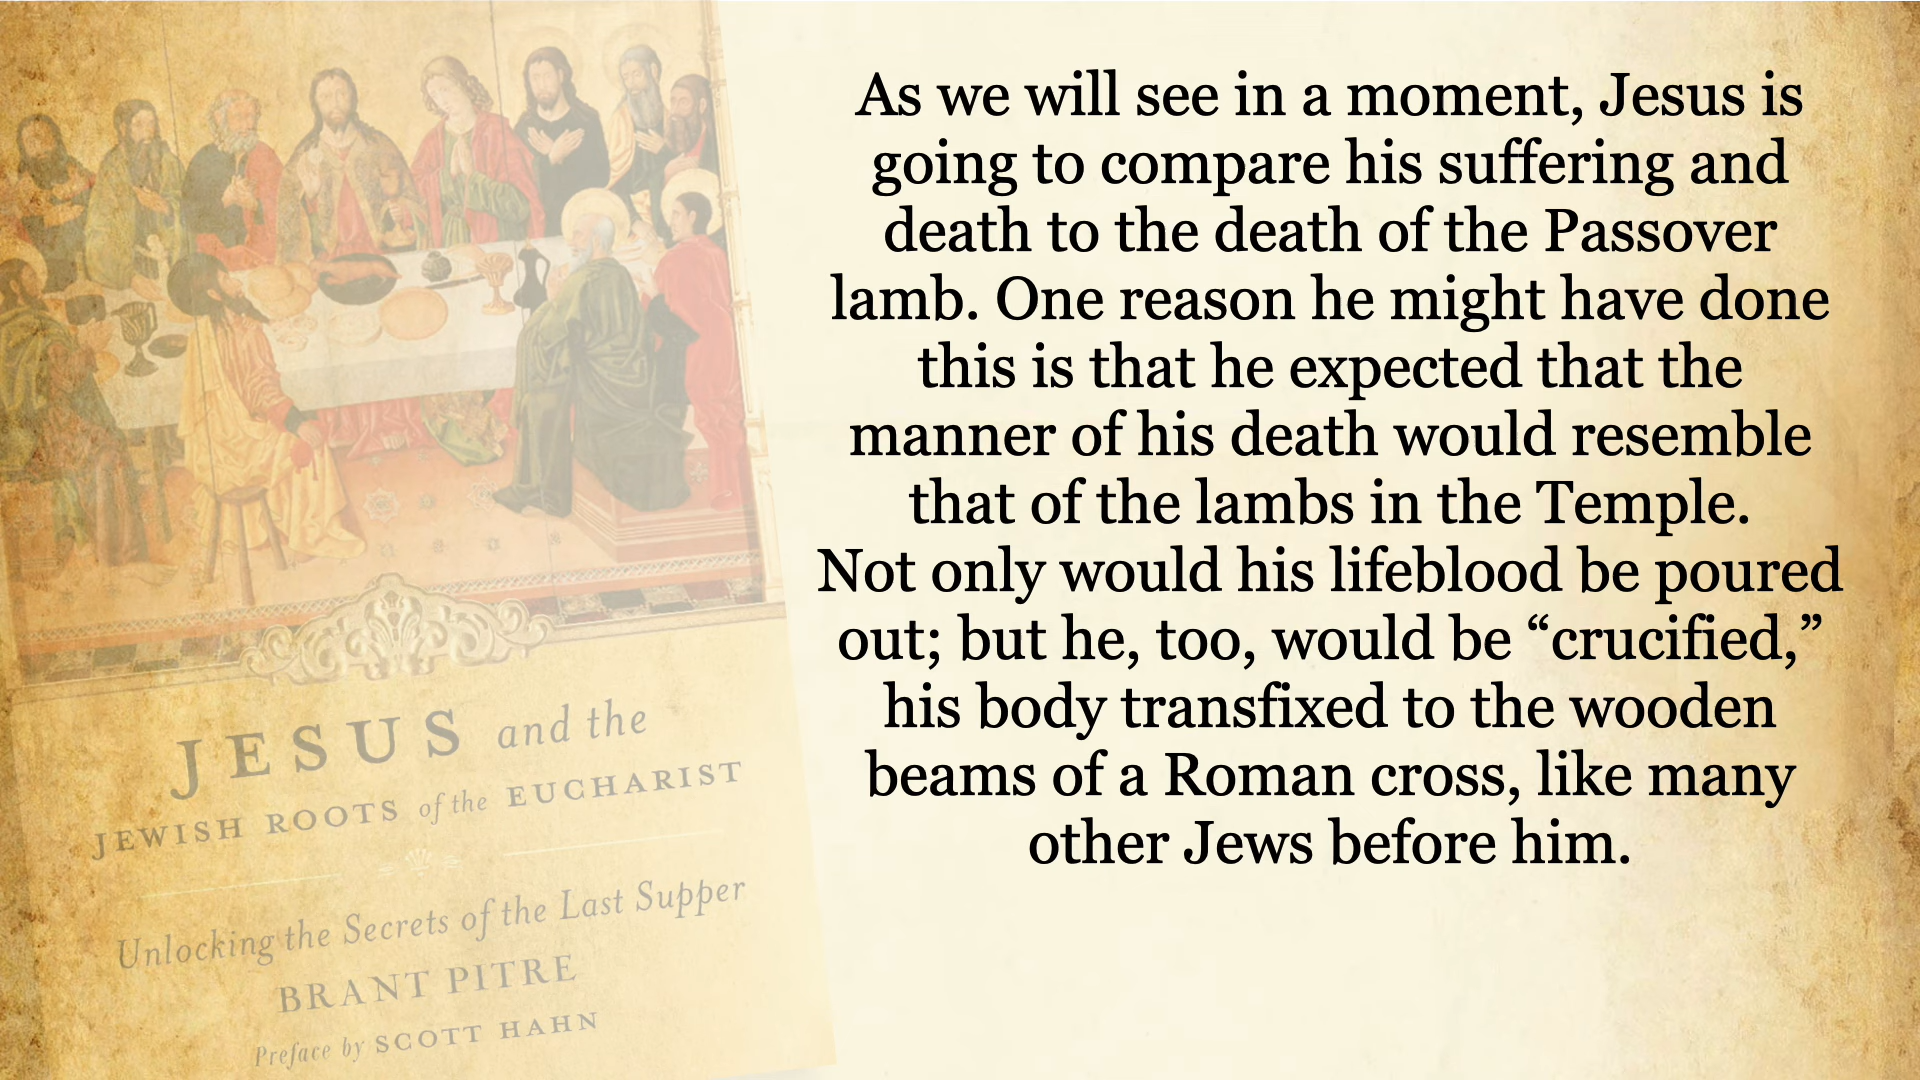 As we will see in a moment, Jesus is
going to compare his suffering and
death to the death of the Passover
lamb. One reason he might have done
this is that he expected that the
manner of his death would resemble
that of the lambs in the Temple.
Not only would his lifeblood be poured
out; but he, too, would be “crucified,”
his body transfixed to the wooden
beams of a Roman cross, like many
other Jews before him.
JESUS and the
JEWISH ROOTS of the EUCHARIST
Unlocking the Secrets of the Last Supper
BRANT PITRE
Preface by SCOTT HAHN